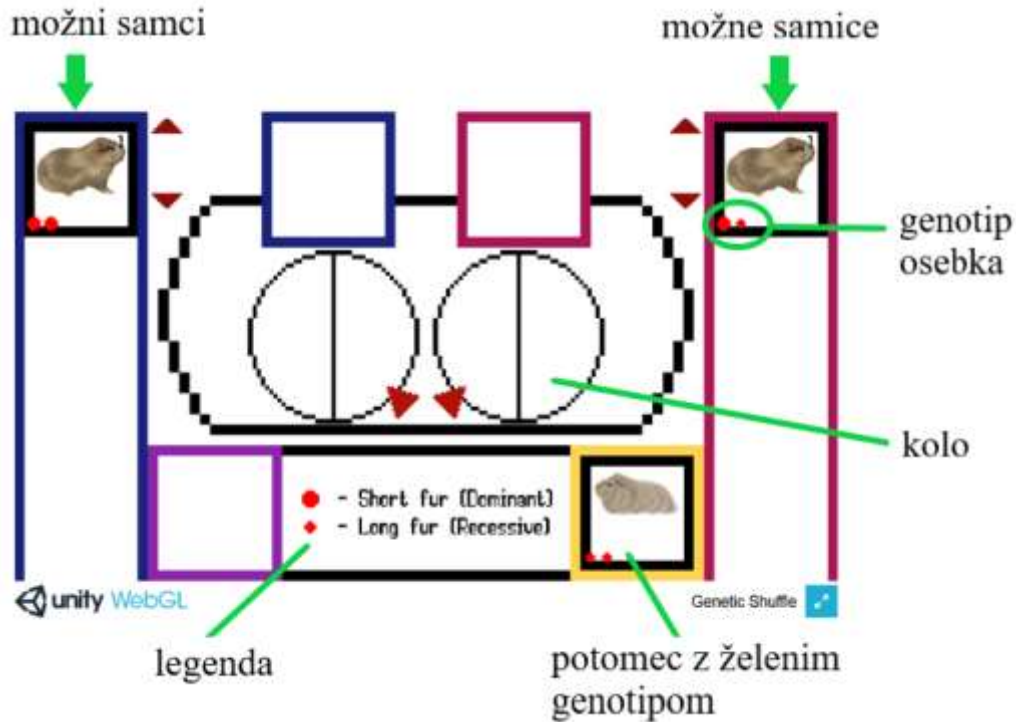 možni samci
možne samice
genotip
osebka
kolo
- Short fur (Dominant)
- Long fur (Recessive)
unity WebGL
Genetic Shuffle
legenda
potomec z želenim
genotipom